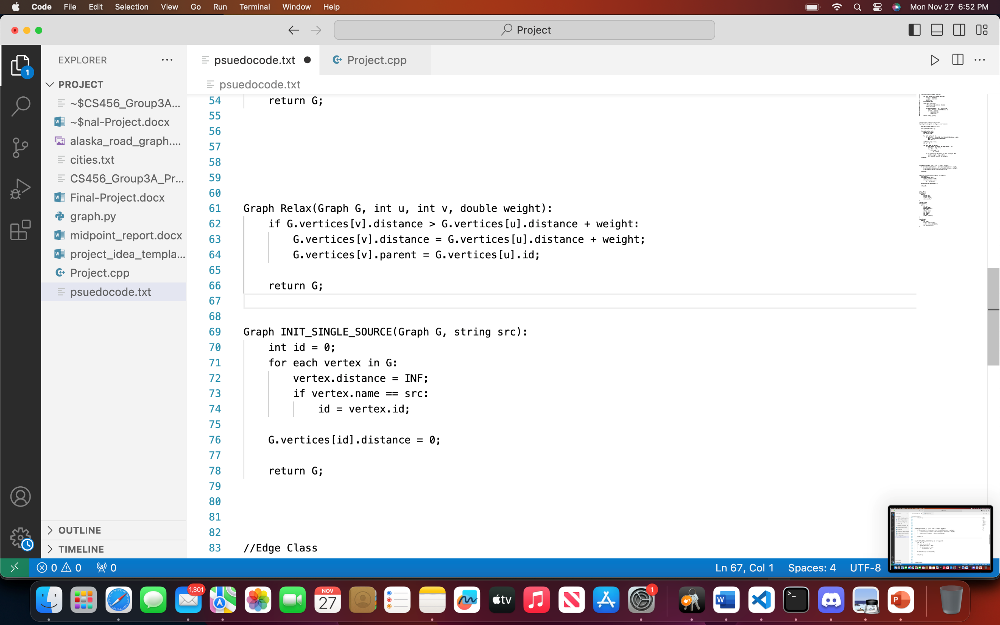 Code File Edit Selection View Go Run Terminal Window Help Mon Nov 27 6:52 PM
Project
EXPLORER
psuedocode.txt
Project.cpp
1
PROJECT
psuedocode.txt
~$CS456_Group3A...
~$nal-Project.docx
alaska_road_graph....
cities.txt
CS456_Group3A_Pr...
Final-Project.docx
graph.py
midpoint_report.docx
project_idea_templa...
Project.cpp
psuedocode.txt
OUTLINE
TIMELINE
54 return G;
55
56
57
58
59
60
61 Graph Relax(Graph G, int u, int v, double weight):
62 if G.vertices[v].distance > G.vertices[u].distance + weight:
63 G.vertices[v].distance = G.vertices[u].distance + weight;
64 G.vertices[v].parent = G.vertices[u].id;
65
66 return G;
67
68
69 Graph INIT_SINGLE_SOURCE(Graph G, string src):
70 int id = 0;
71 for each vertex in G:
72 vertex.distance = INF;
73 if vertex.name == src:
74 id = vertex.id;
75
76 G.vertices[id].distance = 0;
77
78 return G;
79
80
81
82
83 //Edge Class
0 0 0 Ln 67, Col 1 Spaces: 4 UTF-8
1,301
NOV
27
tv
1
W
>_
P